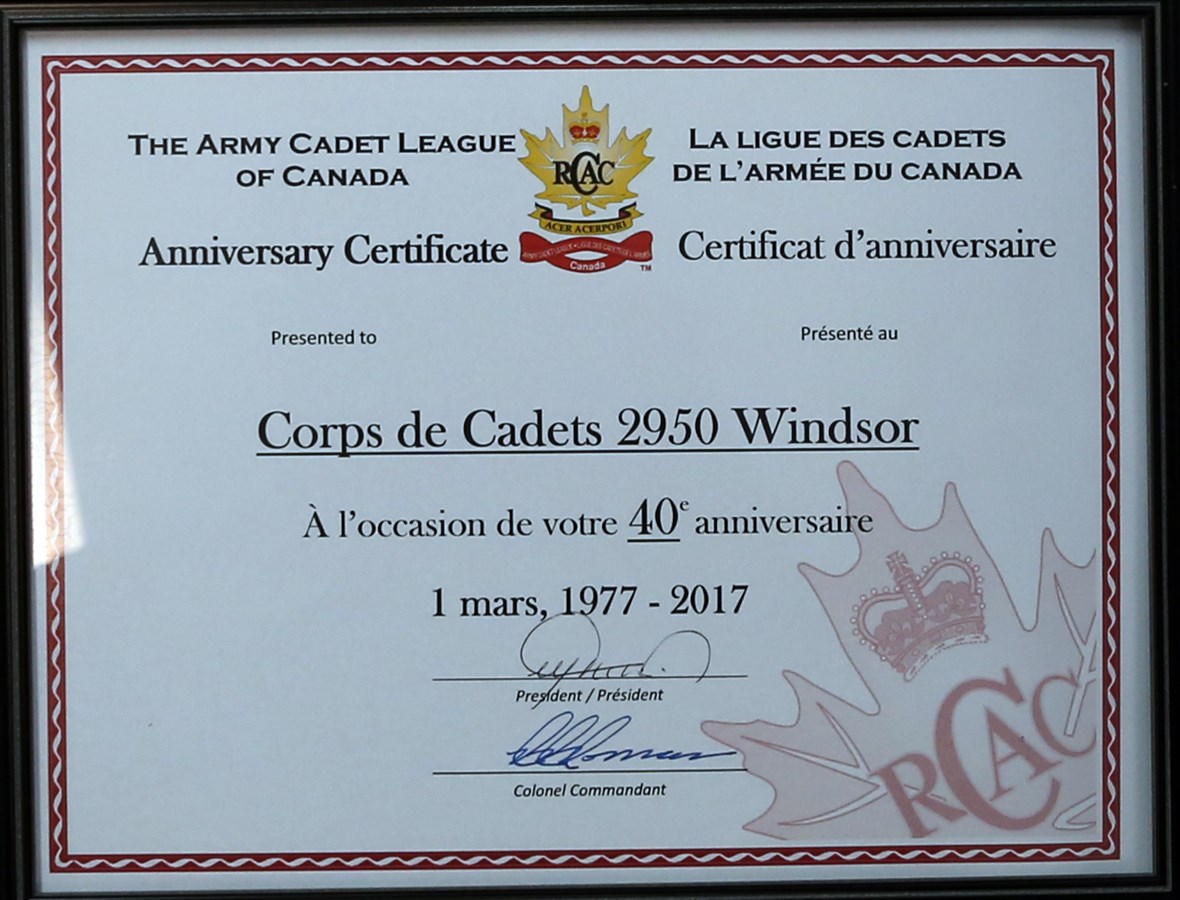 THE ARMY CADET LEAGUE
OF CANADA
LA LIGUE DES CADETS
DE L'ARMÉE DU CANADA
RCAC
ACER ACERPORI
Canada
TM
Anniversary Certificate
Certificat d'anniversaire
Presented to
Présenté au
Corps de Cadets 2950 Windsor
À l'occasion de votre 40e anniversaire
1 mars, 1977 - 2017
President / Président
Colonel Commandant
RCAC